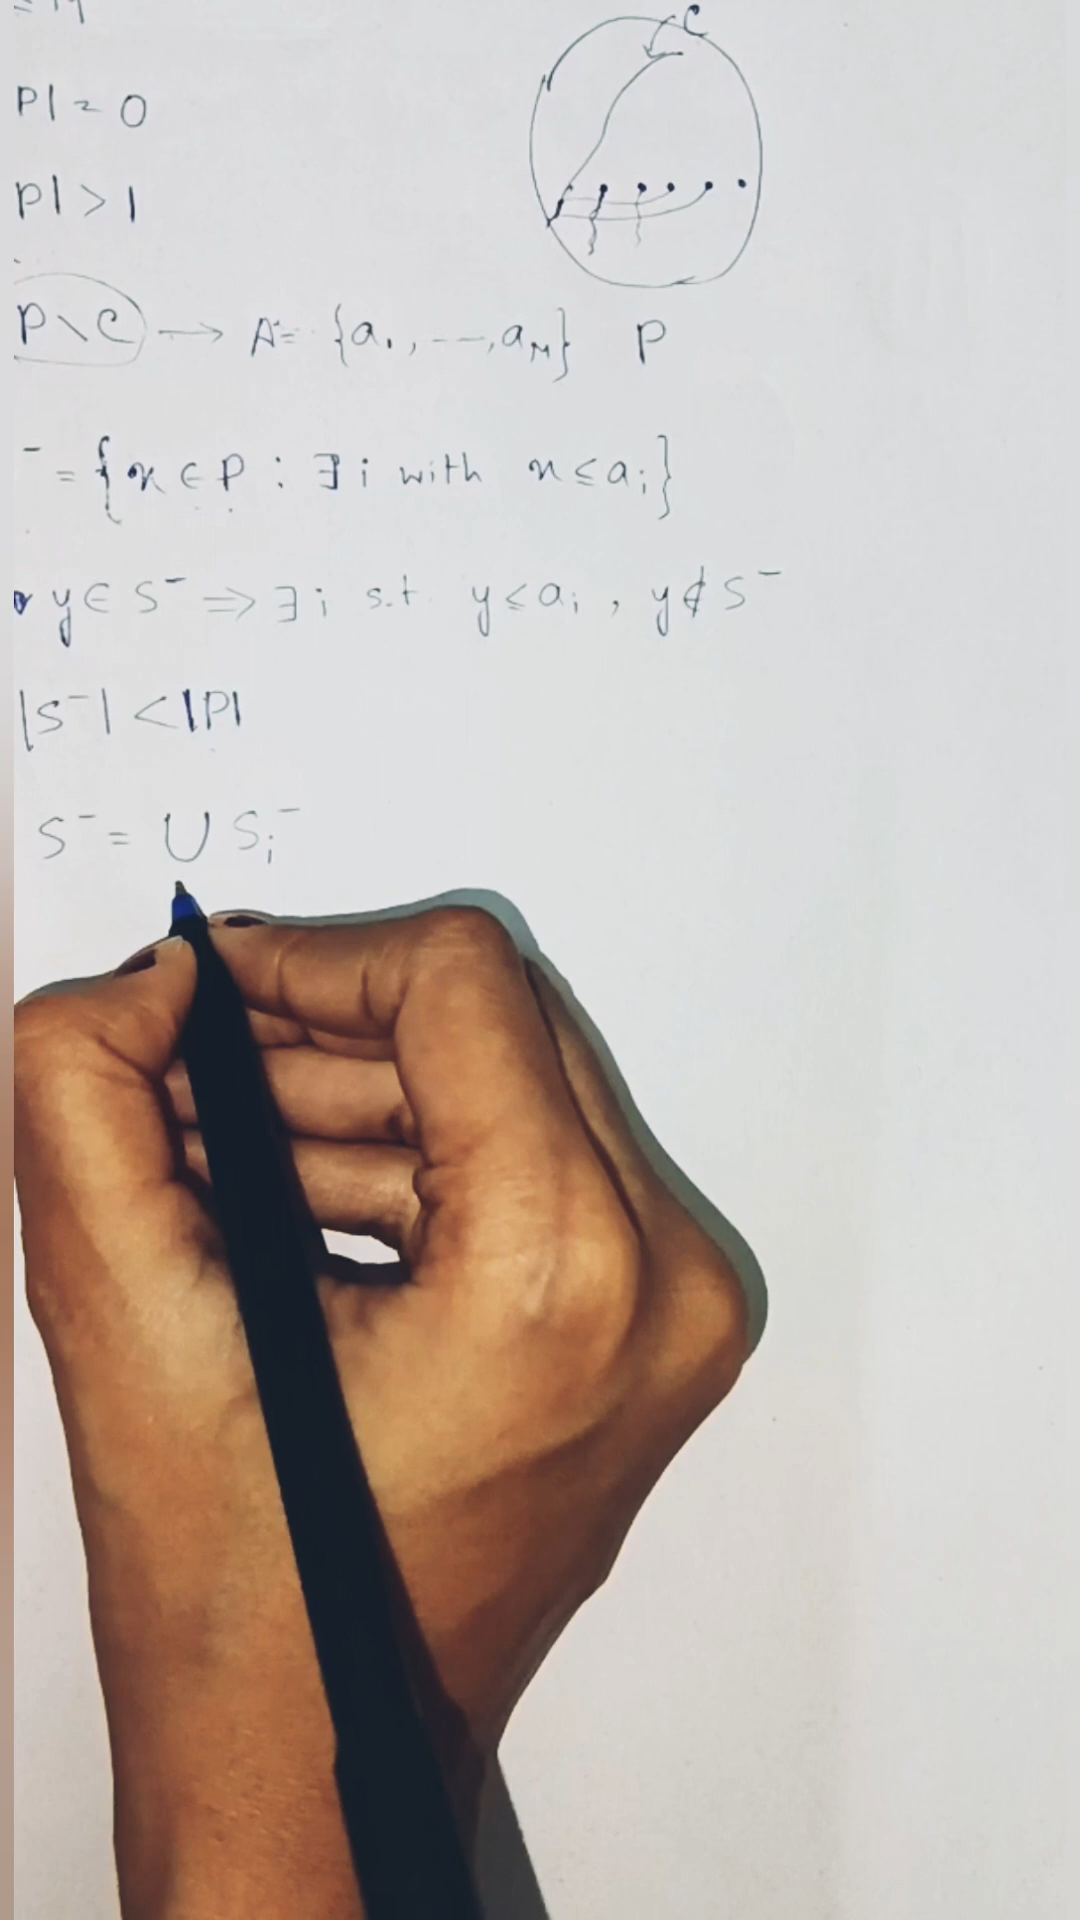 = M
C
P| = 0
P| > 1
P \ C → A = {a₁, ---, a_M} P
⁻ = {x ∈ P : ∃ i with x ≤ aᵢ}
r y ∈ S⁻ ⇒ ∃ i s.t. y ≤ aᵢ , y ∉ S⁻
|S⁻| < |P|
S⁻ = ∪ Sᵢ⁻